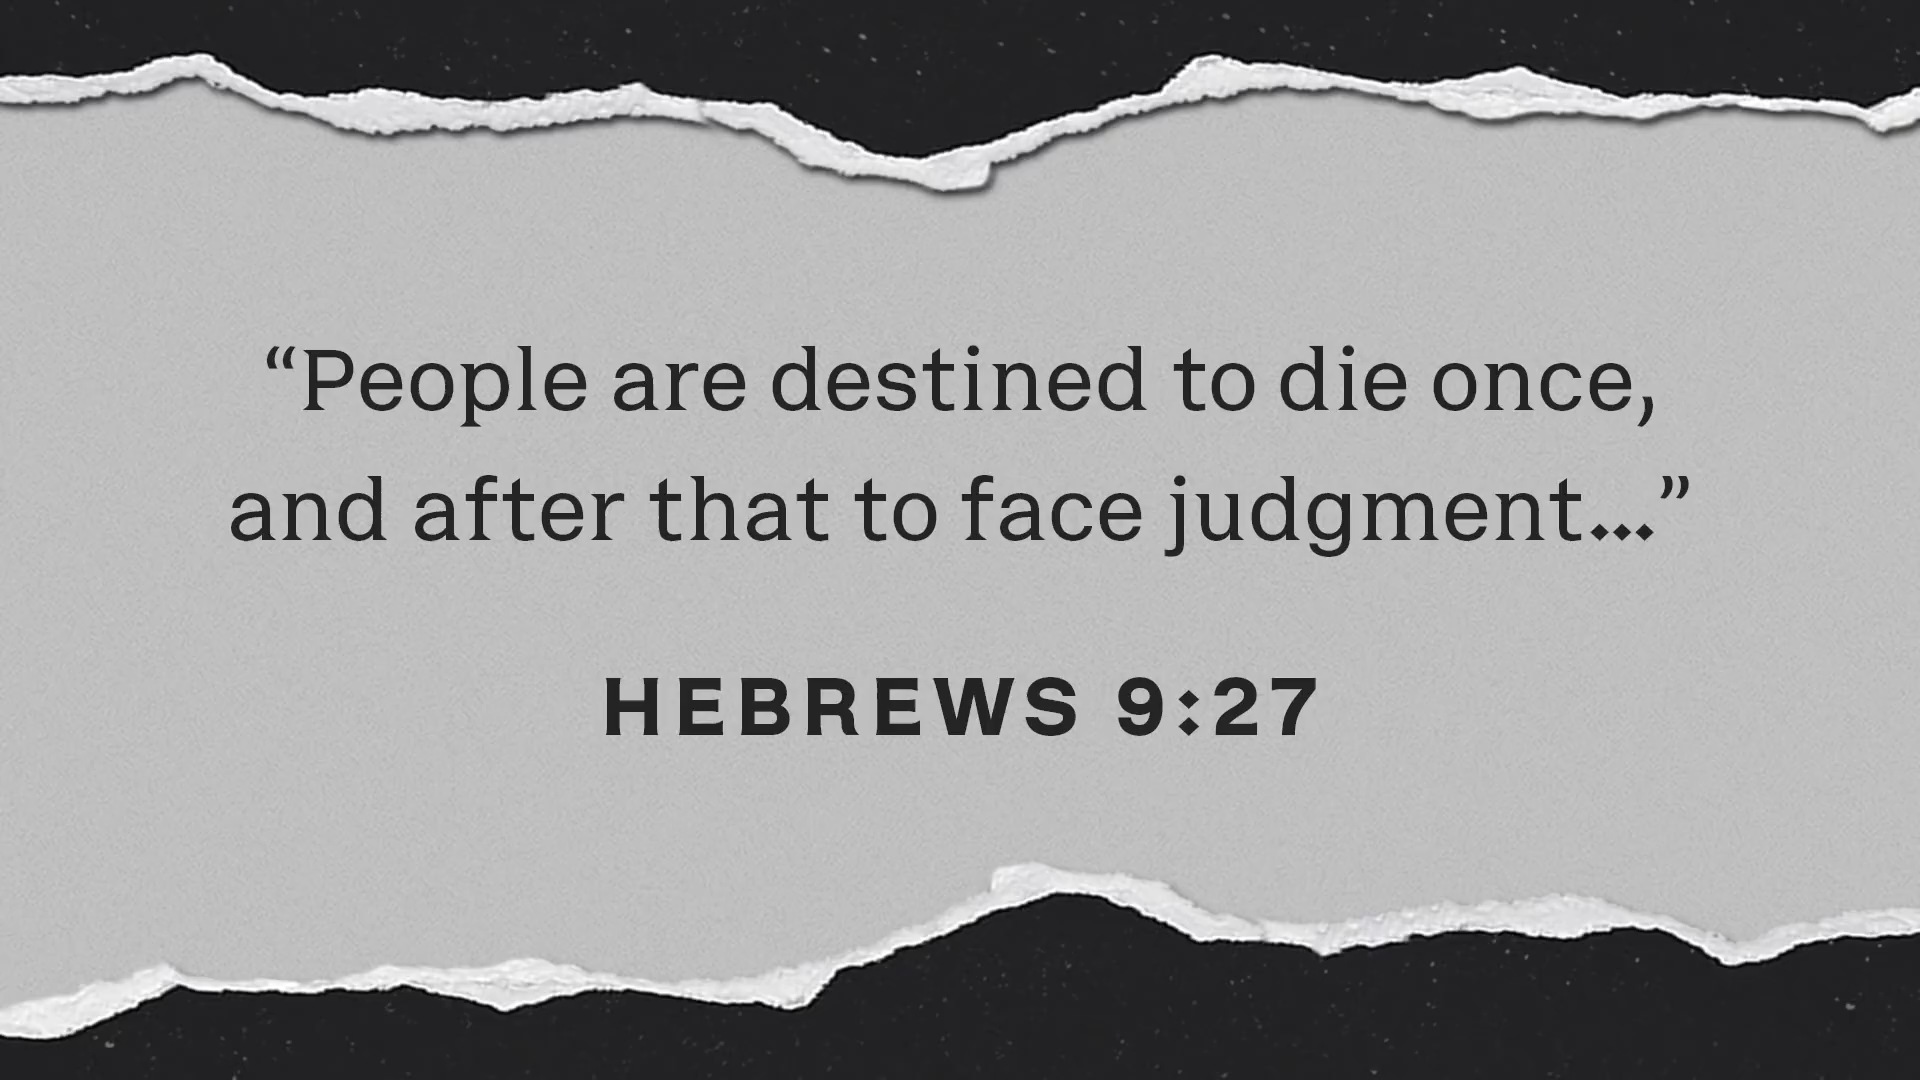 “People are destined to die once,
and after that to face judgment...”
HEBREWS 9:27